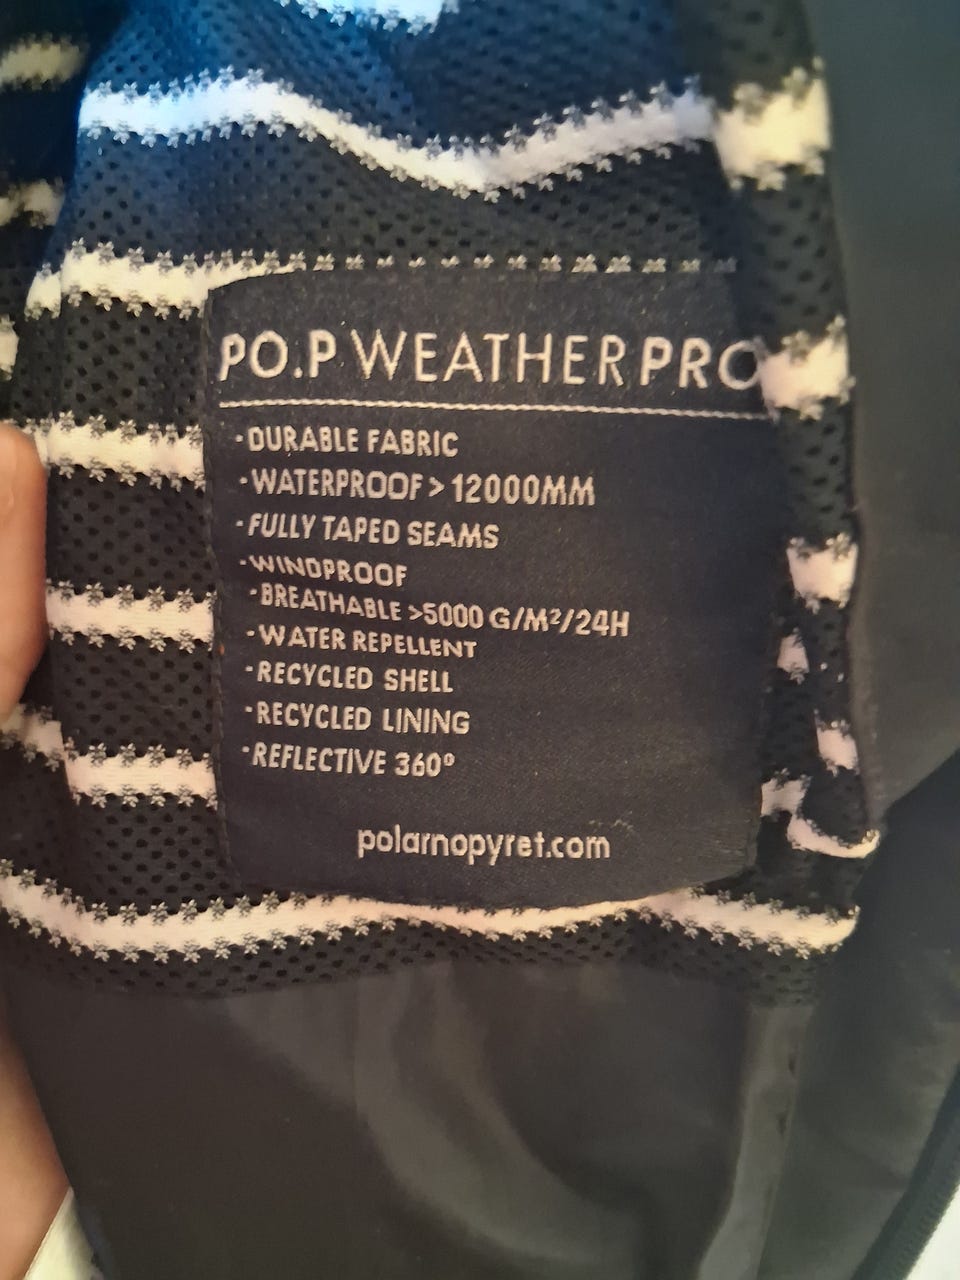 PO.P WEATHER PRO
·DURABLE FABRIC
·WATERPROOF > 12000MM
·FULLY TAPED SEAMS
·WINDPROOF
·BREATHABLE >5000 G/M²/24H
·WATER REPELLENT
·RECYCLED SHELL
·RECYCLED LINING
·REFLECTIVE 360°
polarnopyret.com